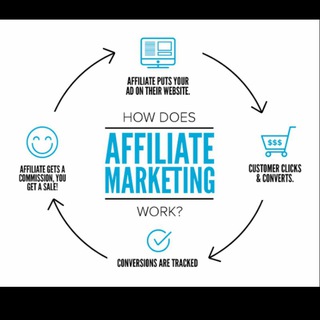 AFFILIATE PUTS YOUR
AD ON THEIR WEBSITE.
HOW DOES
AFFILIATE
MARKETING
WORK?
$$$
CUSTOMER CLICKS
& CONVERTS.
CONVERSIONS ARE TRACKED
AFFILIATE GETS A
COMMISSION, YOU
GET A SALE!